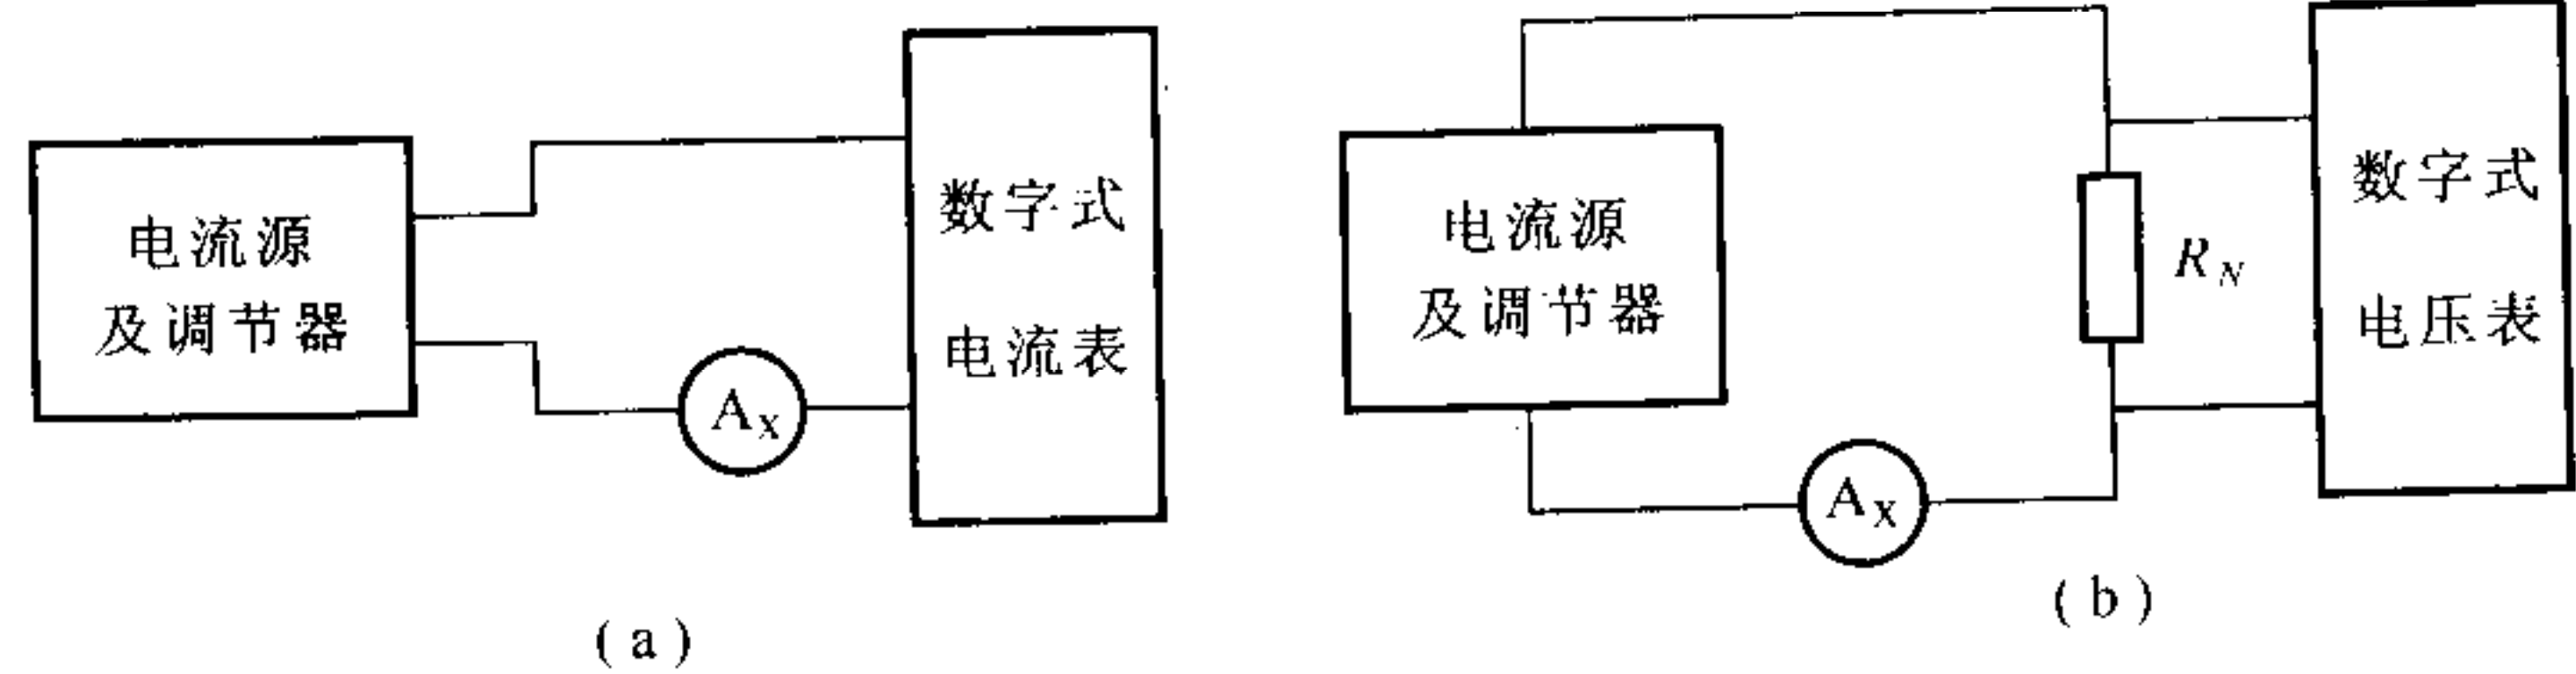 电流源
及调节器
A_X
数字式
电流表
(a)
电流源
及调节器
A_X
R_N
数字式
电压表
(b)